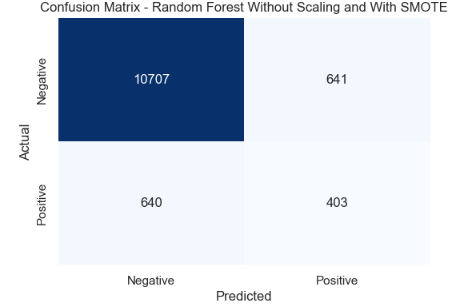 Confusion Matrix - Random Forest Without Scaling and With SMOTE
Actual
Negative
10707
641
Positive
640
403
Negative
Positive
Predicted